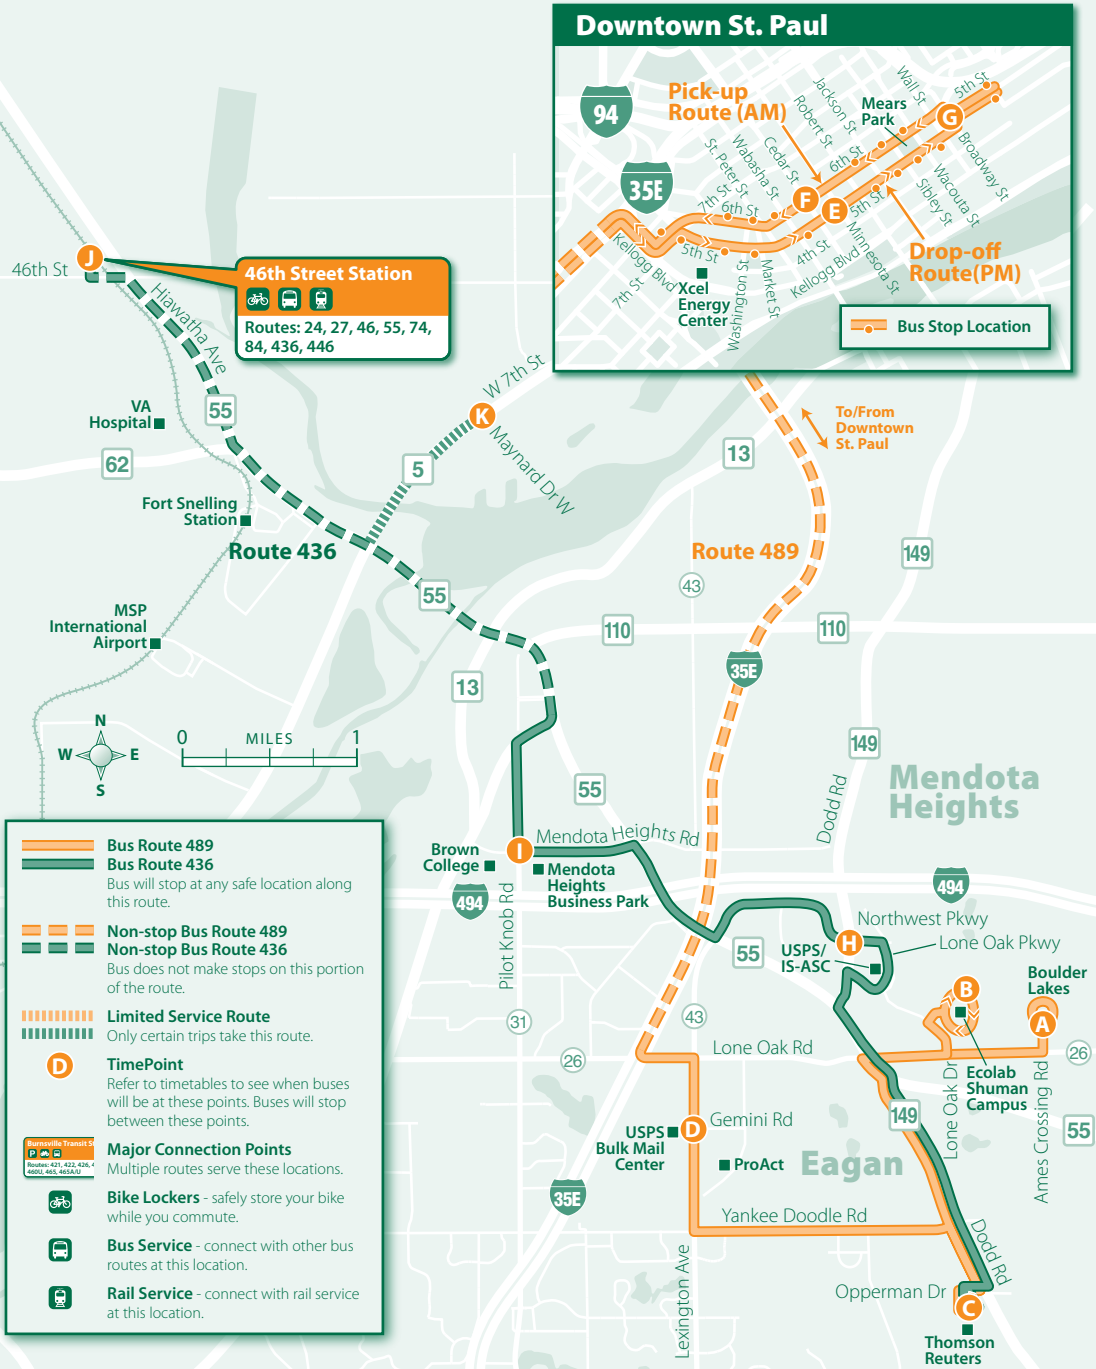 Downtown St. Paul
94
35E
Pick-up
Route (AM)
Jackson St
Robert St
Wall St
5th St
Mears
Park
G
Broadway St
Cedar St
Wabasha St
St. Peter St
6th St
7th St
6th St
F
E
5th St
Wacouta St
Sibley St
Minnesota St
Kellogg Blvd
7th St
5th St
4th St
Kellogg Blvd
Market St
Washington St
Xcel
Energy
Center
Drop-off
Route(PM)
Bus Stop Location
46th St
J
46th Street Station
Routes: 24, 27, 46, 55, 74,
84, 436, 446
Hiawatha Ave
VA
Hospital
55
62
W 7th St
K
Maynard Dr W
5
Fort Snelling
Station
Route 436
To/From
Downtown
St. Paul
13
Route 489
149
43
55
MSP
International
Airport
110
110
35E
13
N
W
E
S
0
MILES
1
149
Mendota
Heights
55
Dodd Rd
Mendota Heights Rd
I
Brown
College
Mendota
Heights
Business Park
494
494
Pilot Knob Rd
Northwest Pkwy
H
Lone Oak Pkwy
USPS/
IS-ASC
55
Boulder
Lakes
B
A
31
43
26
Lone Oak Rd
26
Ecolab
Shuman
Campus
Lone Oak Dr
Ames Crossing Rd
149
55
Gemini Rd
D
USPS
Bulk Mail
Center
ProAct
Eagan
35E
Yankee Doodle Rd
Dodd Rd
Lexington Ave
Opperman Dr
C
Thomson
Reuters
Bus Route 489
Bus Route 436
Bus will stop at any safe location along
this route.
Non-stop Bus Route 489
Non-stop Bus Route 436
Bus does not make stops on this portion
of the route.
Limited Service Route
Only certain trips take this route.
D
TimePoint
Refer to timetables to see when buses
will be at these points. Buses will stop
between these points.
Burnsville Transit St
P
Routes: 421, 422, 426, 4
460U, 465, 465A/U
Major Connection Points
Multiple routes serve these locations.
Bike Lockers - safely store your bike
while you commute.
Bus Service - connect with other bus
routes at this location.
Rail Service - connect with rail service
at this location.